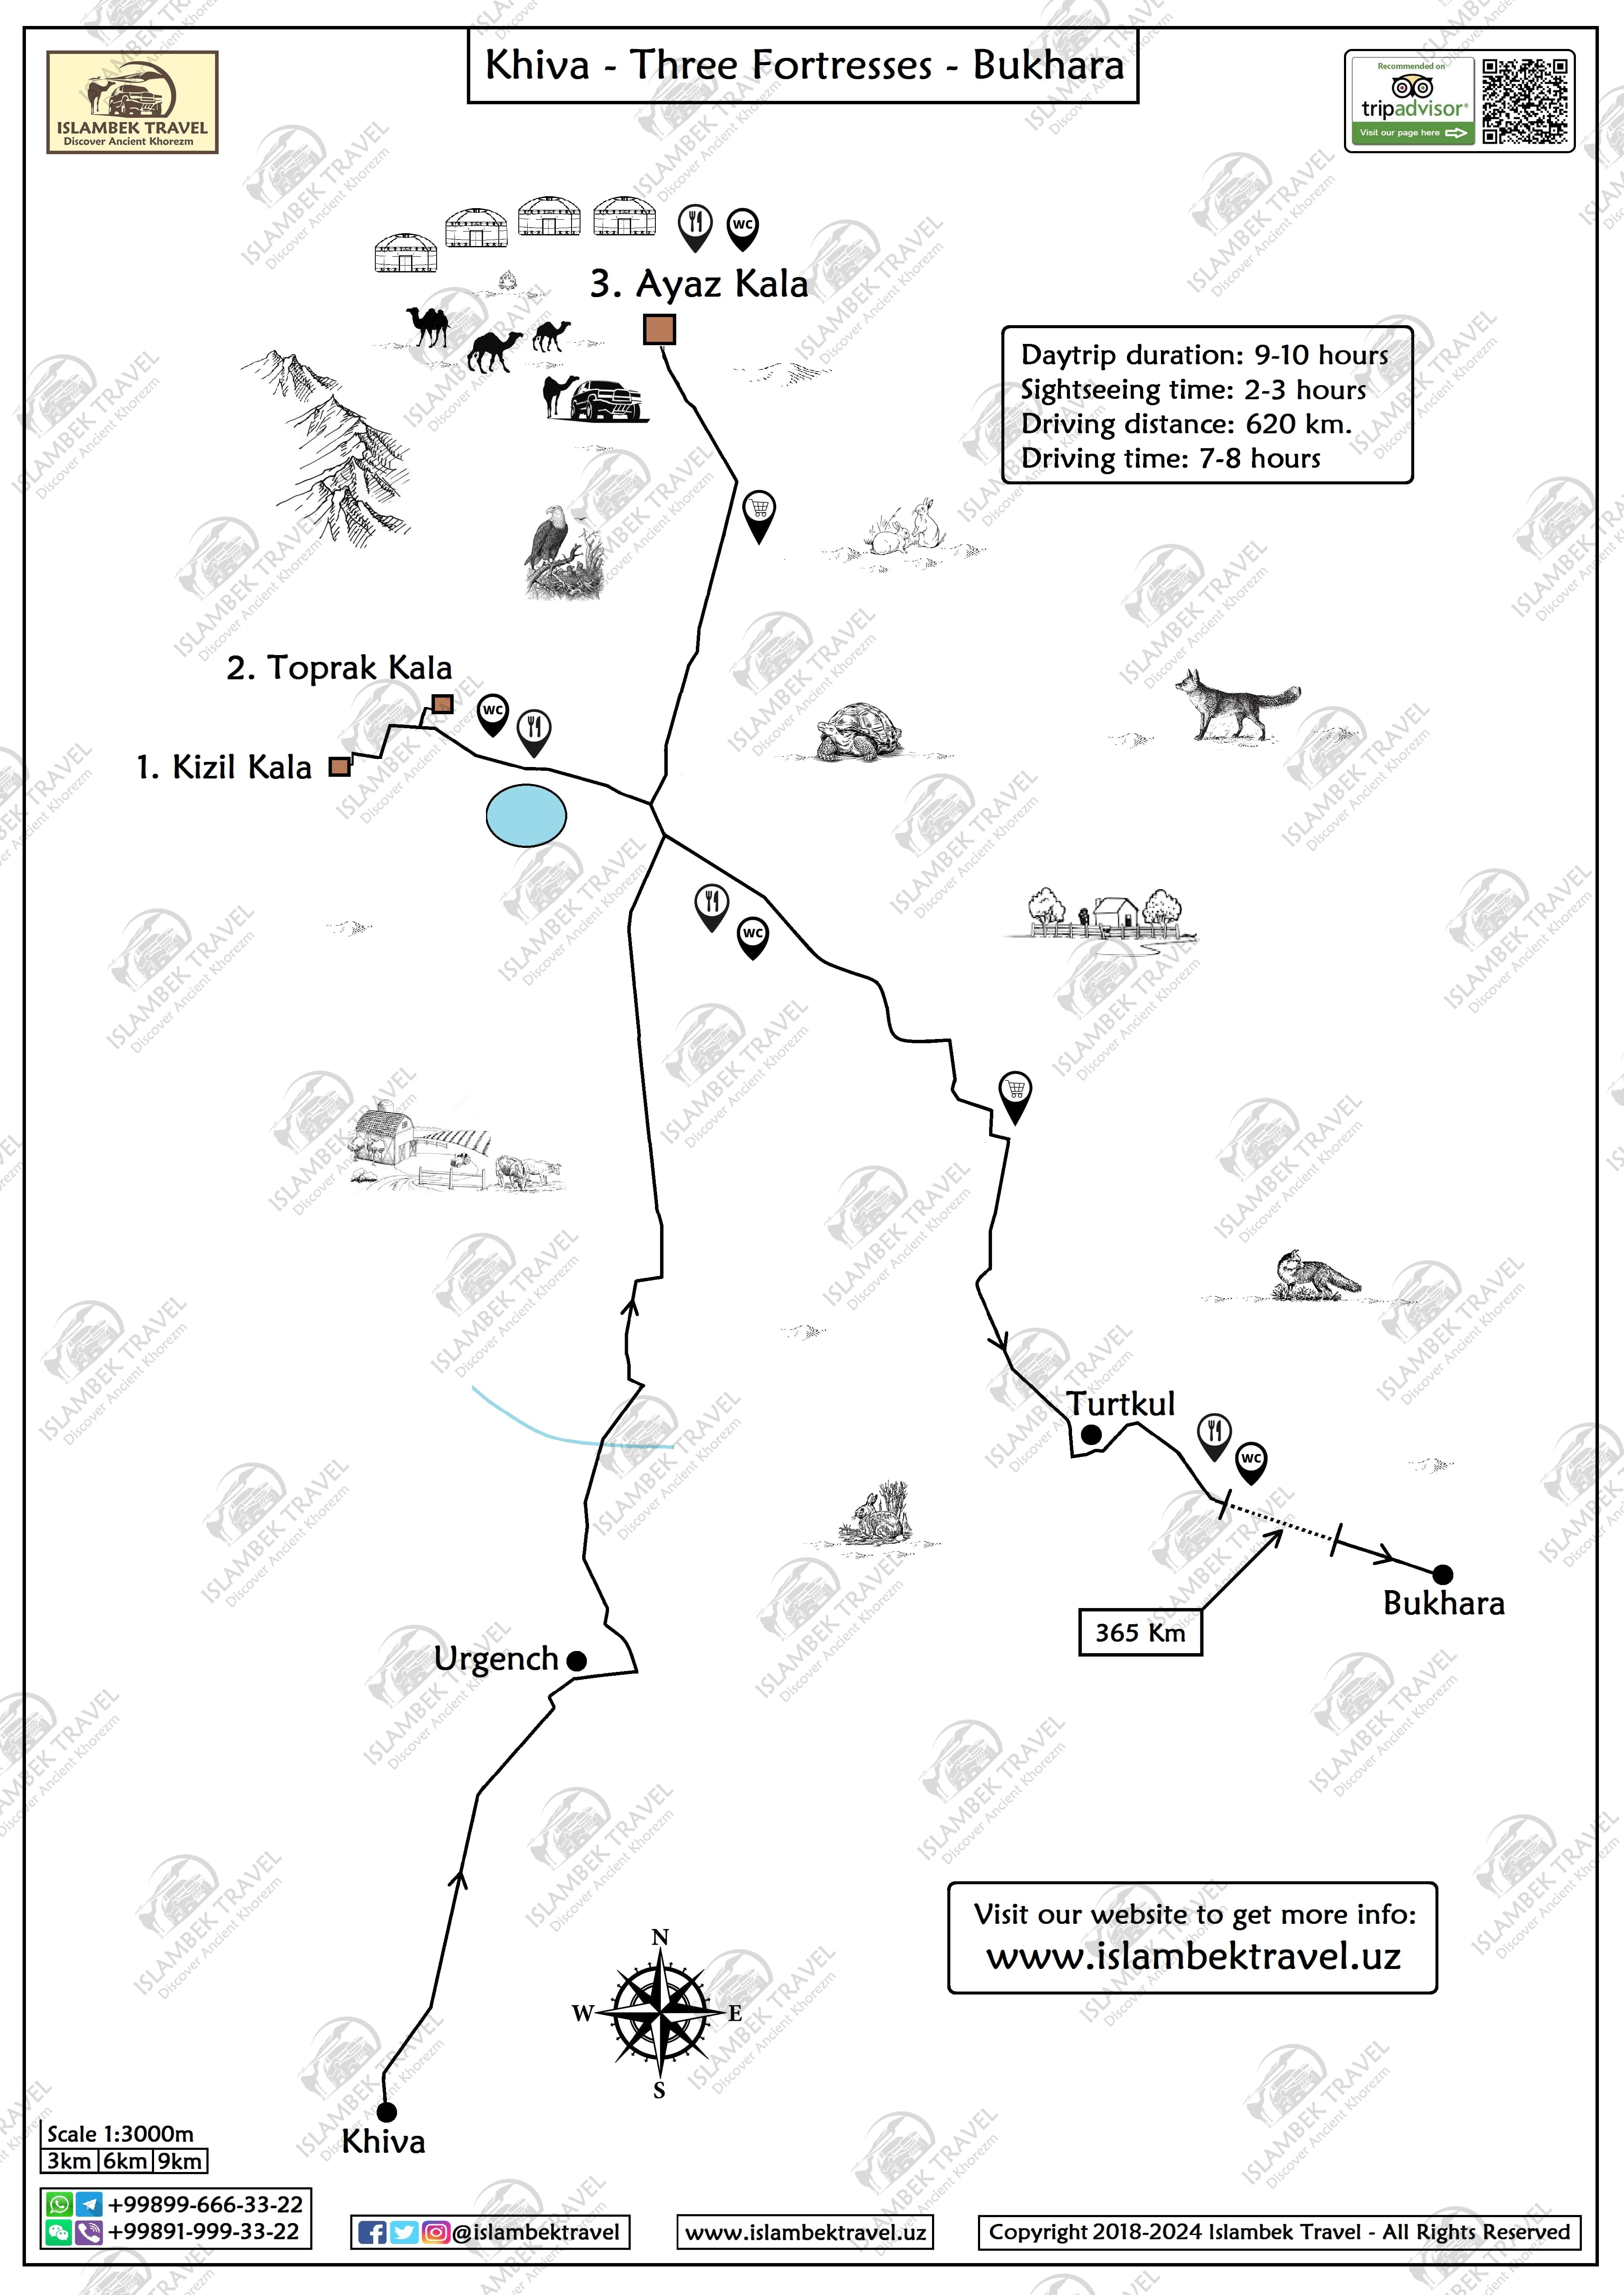 Khiva - Three Fortresses - Bukhara
ISLAMBEK TRAVEL
Discover Ancient Khorezm
Recommended on
tripadvisor®
Visit our page here
WC
3. Ayaz Kala
Daytrip duration: 9-10 hours
Sightseeing time: 2-3 hours
Driving distance: 620 km.
Driving time: 7-8 hours
2. Toprak Kala
WC
1. Kizil Kala
WC
Turtkul
WC
Bukhara
365 Km
Urgench
Visit our website to get more info:
www.islambektravel.uz
N
W
E
S
Khiva
Scale 1:3000m
3km 6km 9km
+99899-666-33-22
+99891-999-33-22
@islambektravel
www.islambektravel.uz
Copyright 2018-2024 Islambek Travel - All Rights Reserved